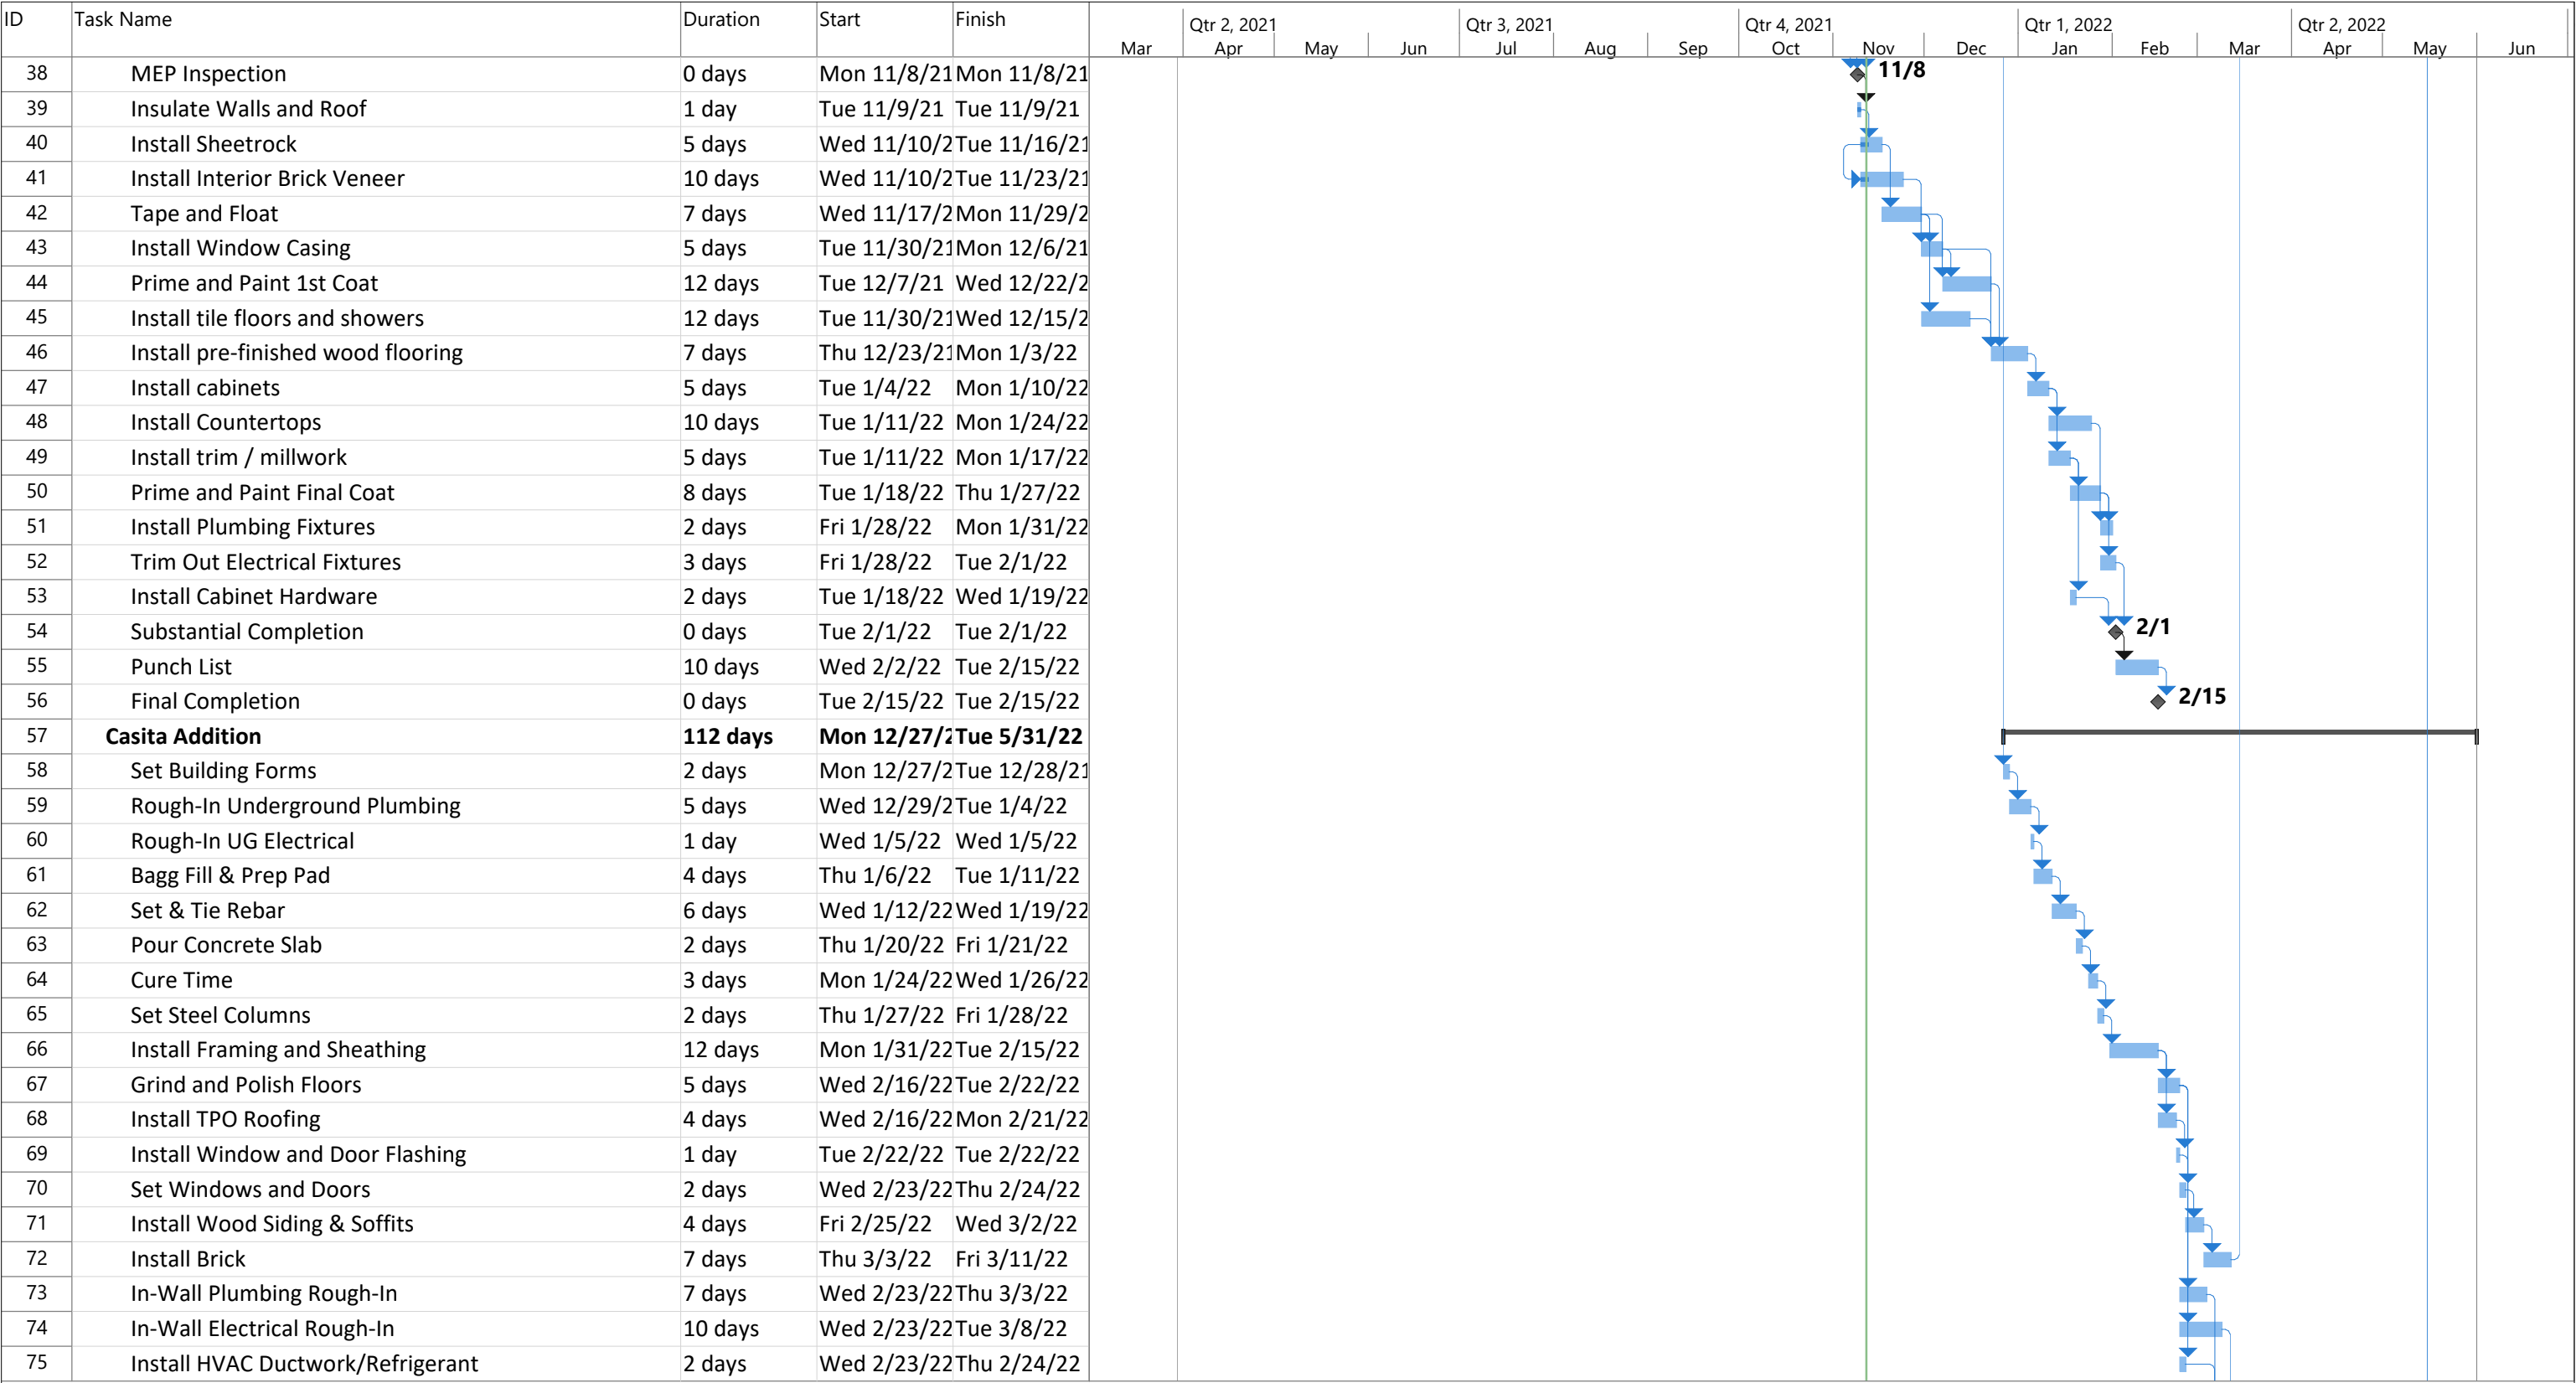 ID Task Name Duration Start Finish
Qtr 2, 2021 Qtr 3, 2021 Qtr 4, 2021 Qtr 1, 2022 Qtr 2, 2022
Mar Apr May Jun Jul Aug Sep Oct Nov Dec Jan Feb Mar Apr May Jun
38 MEP Inspection 0 days Mon 11/8/21 Mon 11/8/21 11/8
39 Insulate Walls and Roof 1 day Tue 11/9/21 Tue 11/9/21
40 Install Sheetrock 5 days Wed 11/10/2 Tue 11/16/21
41 Install Interior Brick Veneer 10 days Wed 11/10/2 Tue 11/23/21
42 Tape and Float 7 days Wed 11/17/2 Mon 11/29/2
43 Install Window Casing 5 days Tue 11/30/21 Mon 12/6/21
44 Prime and Paint 1st Coat 12 days Tue 12/7/21 Wed 12/22/2
45 Install tile floors and showers 12 days Tue 11/30/21 Wed 12/15/2
46 Install pre-finished wood flooring 7 days Thu 12/23/21 Mon 1/3/22
47 Install cabinets 5 days Tue 1/4/22 Mon 1/10/22
48 Install Countertops 10 days Tue 1/11/22 Mon 1/24/22
49 Install trim / millwork 5 days Tue 1/11/22 Mon 1/17/22
50 Prime and Paint Final Coat 8 days Tue 1/18/22 Thu 1/27/22
51 Install Plumbing Fixtures 2 days Fri 1/28/22 Mon 1/31/22
52 Trim Out Electrical Fixtures 3 days Fri 1/28/22 Tue 2/1/22
53 Install Cabinet Hardware 2 days Tue 1/18/22 Wed 1/19/22
54 Substantial Completion 0 days Tue 2/1/22 Tue 2/1/22 2/1
55 Punch List 10 days Wed 2/2/22 Tue 2/15/22
56 Final Completion 0 days Tue 2/15/22 Tue 2/15/22 2/15
57 Casita Addition 112 days Mon 12/27/2 Tue 5/31/22
58 Set Building Forms 2 days Mon 12/27/2 Tue 12/28/21
59 Rough-In Underground Plumbing 5 days Wed 12/29/2 Tue 1/4/22
60 Rough-In UG Electrical 1 day Wed 1/5/22 Wed 1/5/22
61 Bagg Fill & Prep Pad 4 days Thu 1/6/22 Tue 1/11/22
62 Set & Tie Rebar 6 days Wed 1/12/22 Wed 1/19/22
63 Pour Concrete Slab 2 days Thu 1/20/22 Fri 1/21/22
64 Cure Time 3 days Mon 1/24/22 Wed 1/26/22
65 Set Steel Columns 2 days Thu 1/27/22 Fri 1/28/22
66 Install Framing and Sheathing 12 days Mon 1/31/22 Tue 2/15/22
67 Grind and Polish Floors 5 days Wed 2/16/22 Tue 2/22/22
68 Install TPO Roofing 4 days Wed 2/16/22 Mon 2/21/22
69 Install Window and Door Flashing 1 day Tue 2/22/22 Tue 2/22/22
70 Set Windows and Doors 2 days Wed 2/23/22 Thu 2/24/22
71 Install Wood Siding & Soffits 4 days Fri 2/25/22 Wed 3/2/22
72 Install Brick 7 days Thu 3/3/22 Fri 3/11/22
73 In-Wall Plumbing Rough-In 7 days Wed 2/23/22 Thu 3/3/22
74 In-Wall Electrical Rough-In 10 days Wed 2/23/22 Tue 3/8/22
75 Install HVAC Ductwork/Refrigerant 2 days Wed 2/23/22 Thu 2/24/22